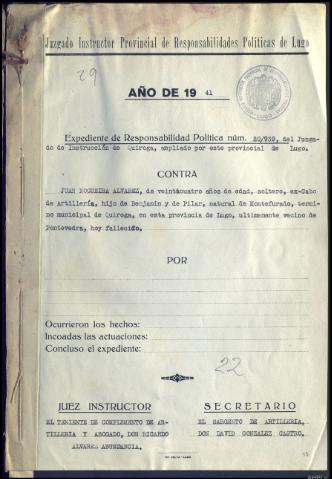 Juzgado Instructor Provincial de Responsabilidades Políticas de Lugo
29
AÑO DE 19 41
Expediente de Responsabilidad Política núm. 20/939, del Juzga-
do de Instrucción de Quiroga, ampliado por este provincial de Lugo.
CONTRA
JUAN NOGUEIRA ALVAREZ, de veinticuatro años de edad, soltero, ex-Cabo
de Artillería, hijo de Benjamin y de Pilar, natural de Montefurado, termi-
no municipal de Quiroga, en esta provincia de Lugo, ultimamente vecino de
Pontevedra, hoy fallecido.
POR
Ocurrieron los hechos:
Incoadas las actuaciones:
Concluso el expediente:
22
JUEZ INSTRUCTOR
EL TENIENTE DE COMPLEMENTO DE AR-
TILLERIA Y ABOGADO, DON RICARDO
ALVARES ABUNDANCIA.
SECRETARIO
EL SARGENTO DE ARTILLERIA,
DON DAVID GONZALEZ CASTRO.